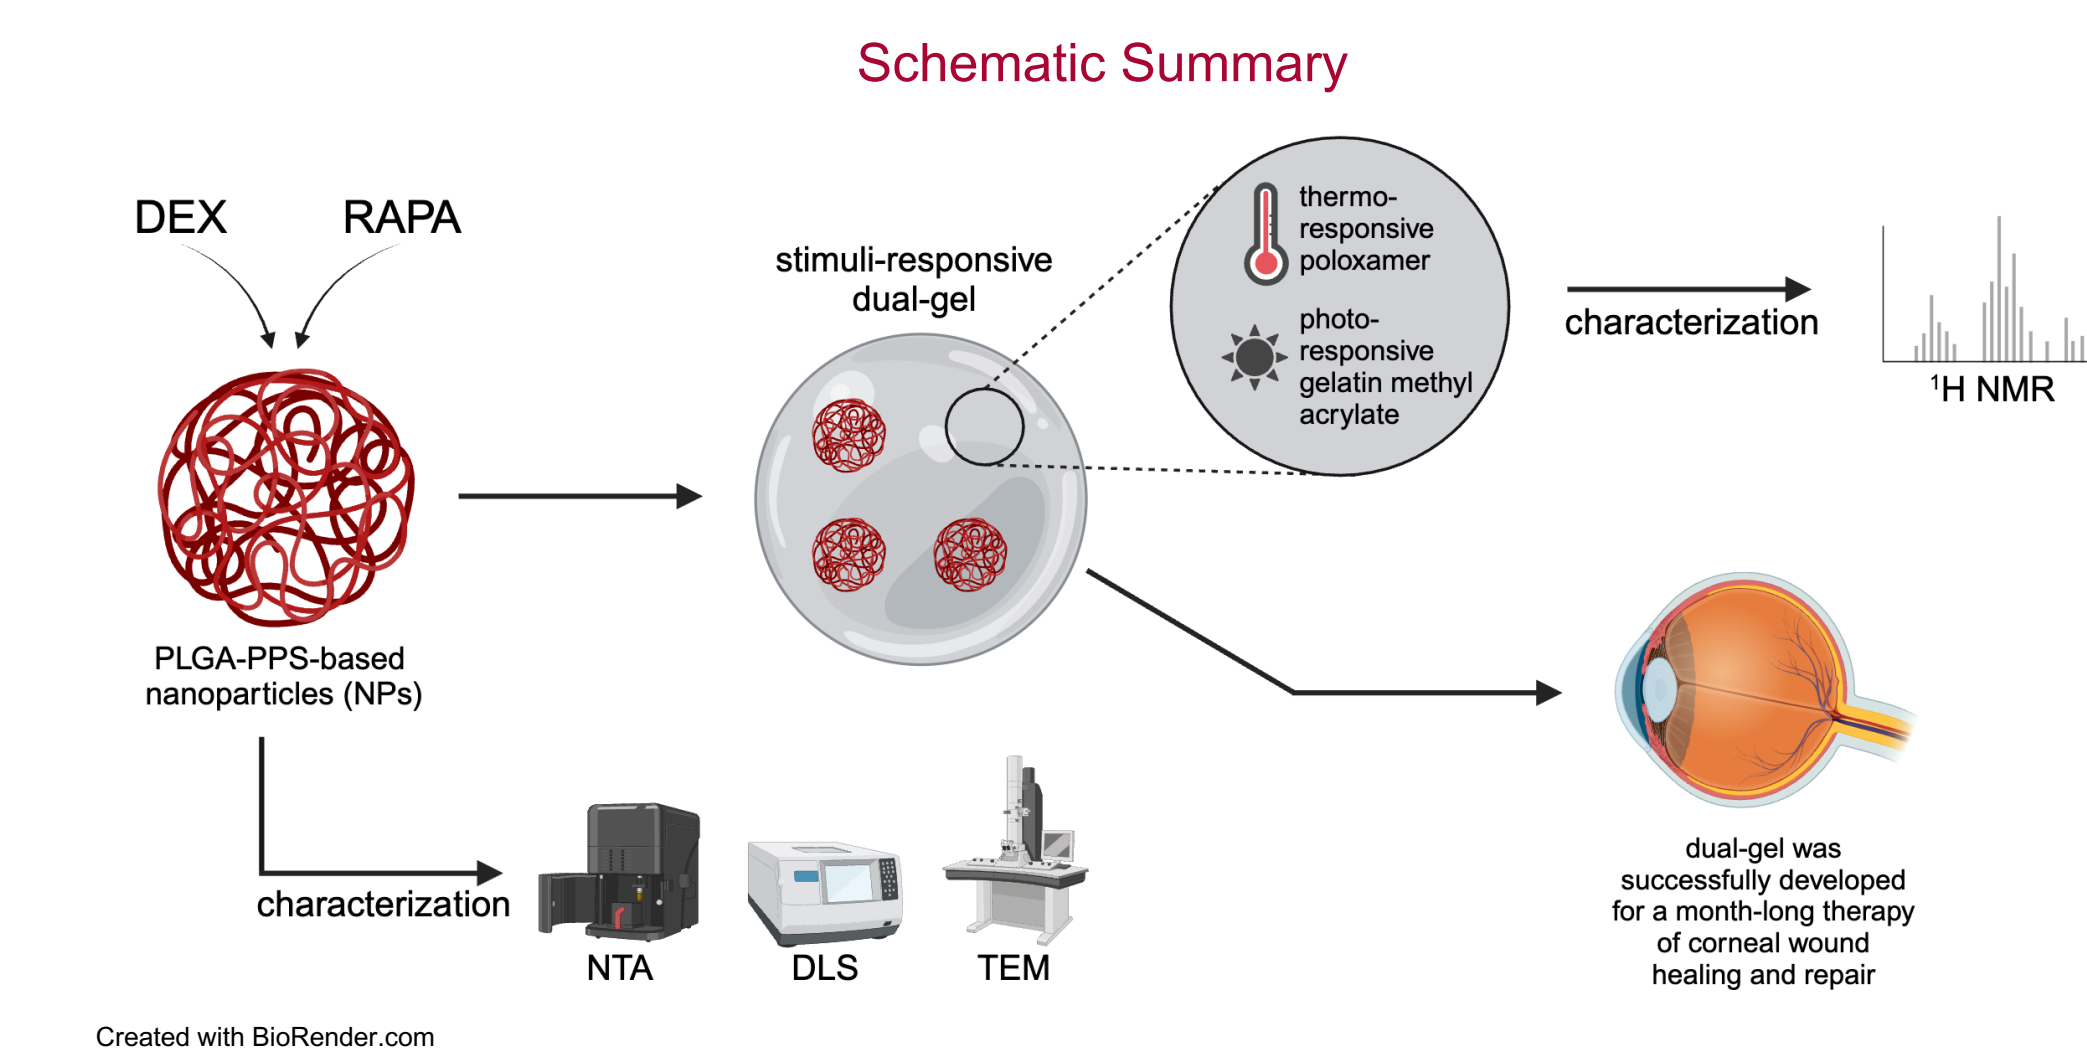 Schematic Summary
DEX
RAPA
PLGA-PPS-based
nanoparticles (NPs)
characterization
NTA
DLS
TEM
stimuli-responsive
dual-gel
thermo-
responsive
poloxamer
photo-
responsive
gelatin methyl
acrylate
characterization
¹H NMR
dual-gel was
successfully developed
for a month-long therapy
of corneal wound
healing and repair
Created with BioRender.com